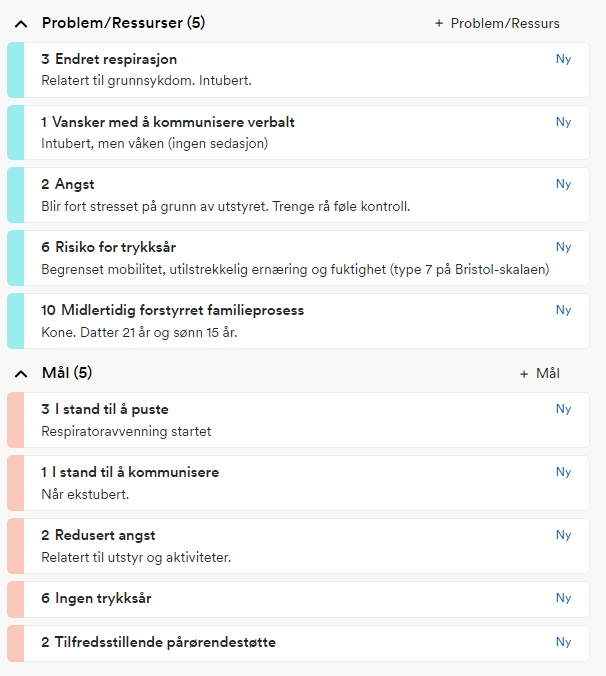 Problem/Ressurser (5)
+ Problem/Ressurs
3 Endret respirasjon
Ny
Relatert til grunnsykdom. Intubert.
1 Vansker med å kommunisere verbalt
Ny
Intubert, men våken (ingen sedasjon)
2 Angst
Ny
Blir fort stresset på grunn av utstyret. Trenge rå føle kontroll.
6 Risiko for trykksår
Ny
Begrenset mobilitet, utilstrekkelig ernæring og fuktighet (type 7 på Bristol-skalaen)
10 Midlertidig forstyrret familieprosess
Ny
Kone. Datter 21 år og sønn 15 år.
Mål (5)
+ Mål
3 I stand til å puste
Ny
Respiratoravvenning startet
1 I stand til å kommunisere
Ny
Når ekstubert.
2 Redusert angst
Ny
Relatert til utstyr og aktiviteter.
6 Ingen trykksår
Ny
2 Tilfredsstillende pårørendestøtte
Ny